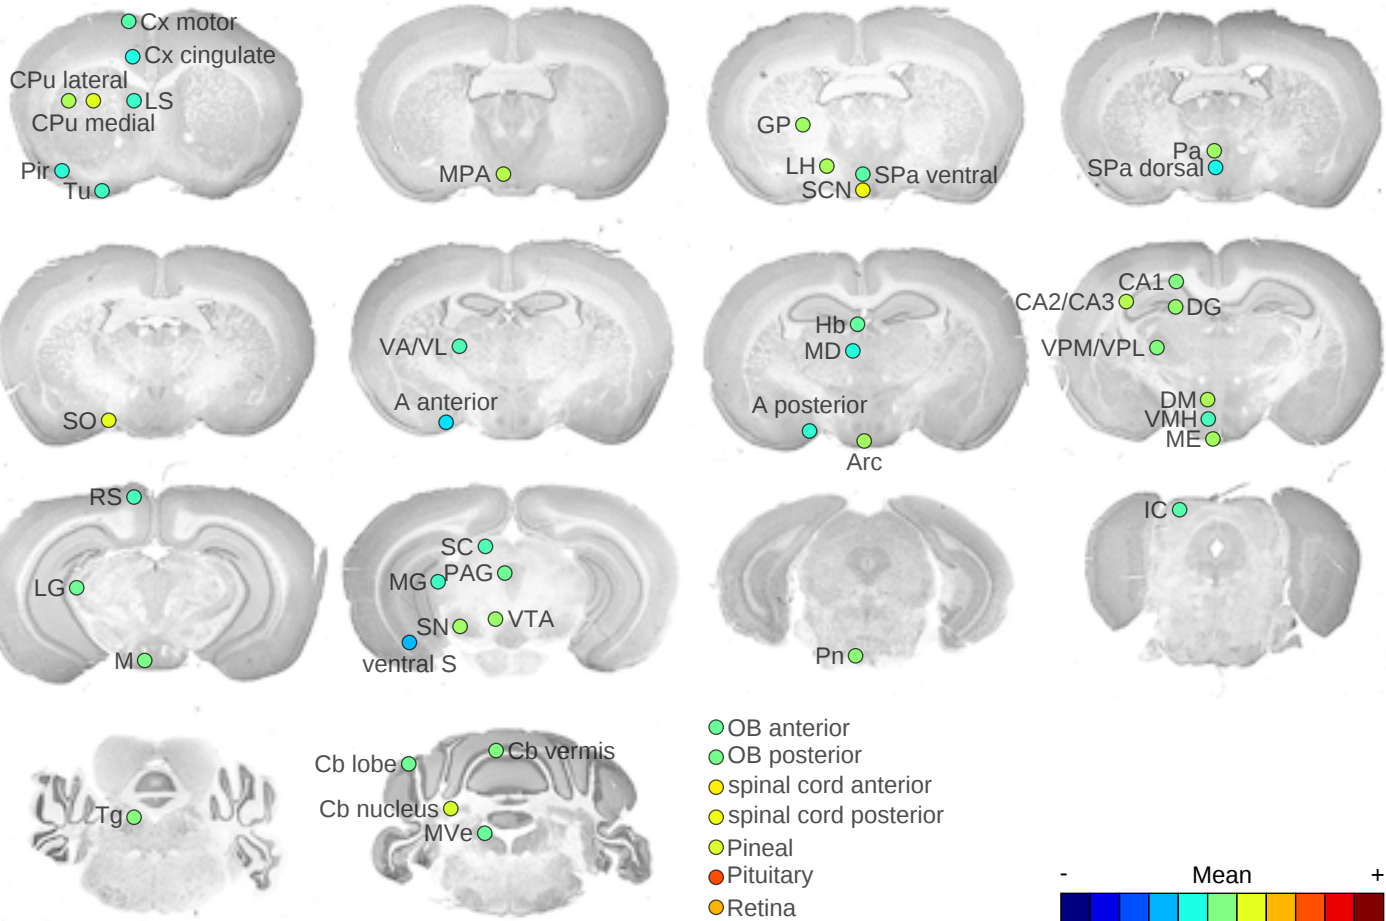 Cx motor
Cx cingulate
CPu lateral
LS
CPu medial
Pir
Tu
MPA
GP
LH
SPa ventral
SCN
Pa
SPa dorsal
SO
VA/VL
A anterior
Hb
MD
A posterior
Arc
CA1
CA2/CA3
DG
VPM/VPL
DM
VMH
ME
RS
LG
M
SC
MG
PAG
SN
VTA
ventral S
Pn
IC
Tg
Cb lobe
Cb vermis
Cb nucleus
MVe
OB anterior
OB posterior
spinal cord anterior
spinal cord posterior
Pineal
Pituitary
Retina
- Mean +